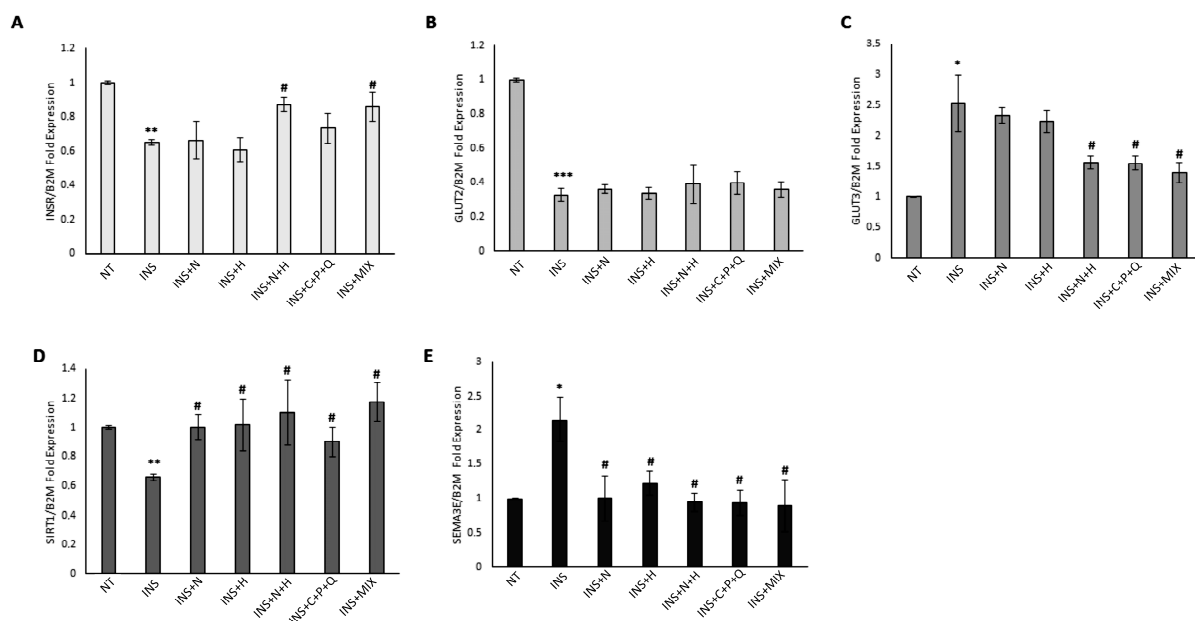 A
INSR/B2M Fold Expression
1.2
1
0.8
0.6
0.4
0.2
0
**
#
#
NT
INS
INS+N
INS+H
INS+N+H
INS+C+P+Q
INS+MIX
B
GLUT2/B2M Fold Expression
1.2
1
0.8
0.6
0.4
0.2
0
***
NT
INS
INS+N
INS+H
INS+N+H
INS+C+P+Q
INS+MIX
C
GLUT3/B2M Fold Expression
3.5
3
2.5
2
1.5
1
0.5
0
*
#
#
#
NT
INS
INS+N
INS+H
INS+N+H
INS+C+P+Q
INS+MIX
D
SIRT1/B2M Fold Expression
1.4
1.2
1
0.8
0.6
0.4
0.2
0
**
#
#
#
#
#
NT
INS
INS+N
INS+H
INS+N+H
INS+C+P+Q
INS+MIX
E
SEMA3E/B2M Fold Expression
3
2.5
2
1.5
1
0.5
0
*
#
#
#
#
#
NT
INS
INS+N
INS+H
INS+N+H
INS+C+P+Q
INS+MIX